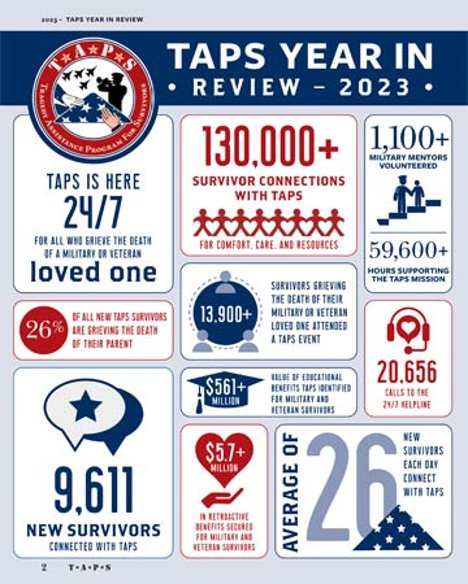 2023 - TAPS YEAR IN REVIEW
T★A★P★S
TRAGEDY ASSISTANCE PROGRAM FOR SURVIVORS
TAPS YEAR IN
• REVIEW – 2023 •
TAPS IS HERE
24/7
FOR ALL WHO GRIEVE THE DEATH
OF A MILITARY OR VETERAN
loved one
130,000+
SURVIVOR CONNECTIONS
WITH TAPS
FOR COMFORT, CARE, AND RESOURCES
1,100+
MILITARY MENTORS
VOLUNTEERED
59,600+
HOURS SUPPORTING
THE TAPS MISSION
26%
OF ALL NEW TAPS SURVIVORS
ARE GRIEVING THE DEATH
OF THEIR PARENT
13,900+
SURVIVORS GRIEVING
THE DEATH OF THEIR
MILITARY OR VETERAN
LOVED ONE ATTENDED
A TAPS EVENT
20,656
CALLS TO THE
24/7 HELPLINE
$561+
MILLION
VALUE OF EDUCATIONAL
BENEFITS TAPS IDENTIFIED
FOR MILITARY AND
VETERAN SURVIVORS
9,611
NEW SURVIVORS
CONNECTED WITH TAPS
$5.7+
MILLION
IN RETROACTIVE
BENEFITS SECURED
FOR MILITARY AND
VETERAN SURVIVORS
AVERAGE OF
26
NEW
SURVIVORS
EACH DAY
CONNECT
WITH TAPS
2 T★A★P★S